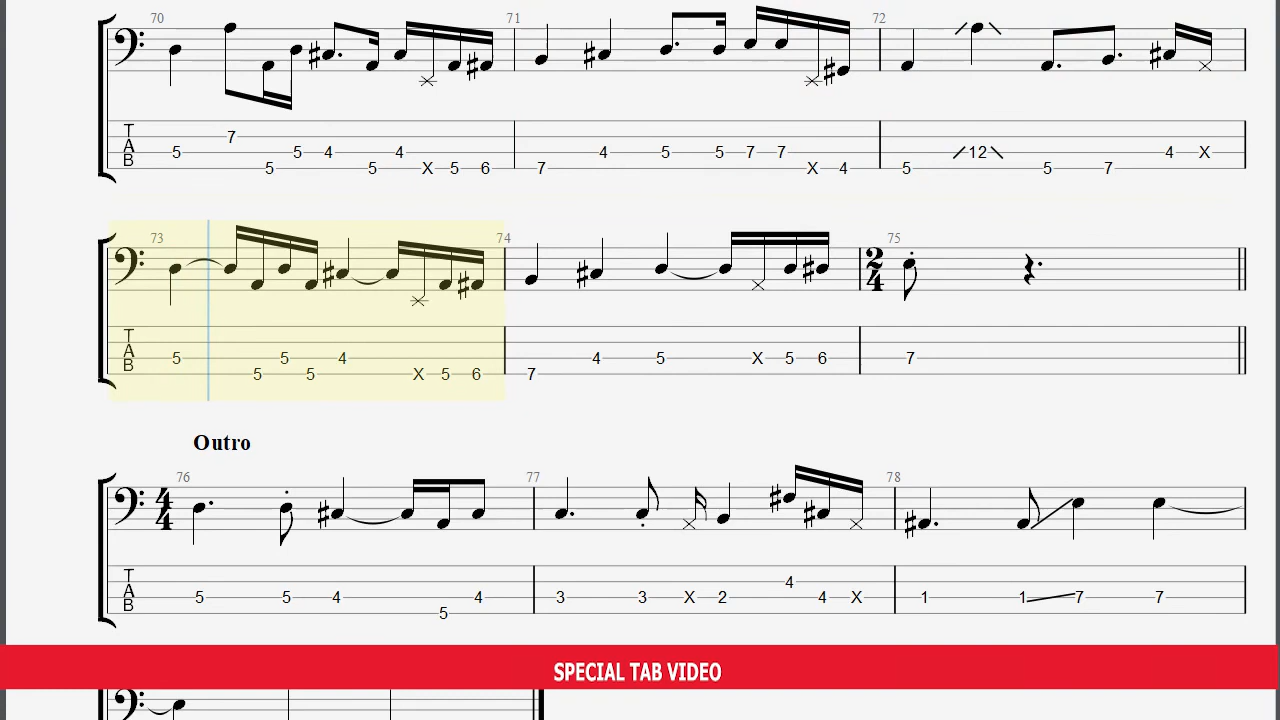 70 71 72
T
A
B
7
5 5 4 4 5 5 7 7 12 4 X
5 5 X 5 6 7 X 4 5 5 7
73 74 75
2
4
T
A
B
5 5 4 4 5 X 5 6 7
5 5 X 5 6 7
Outro
76 77 78
4
4
T
A
B
4
5 5 4 4 3 3 X 2 4 X 1 1 7 7
5
SPECIAL TAB VIDEO